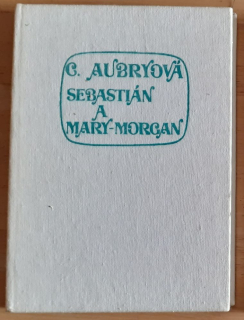 C. AUBRYOVÁ
SEBASTIÁN
A
MARY-MORGAN